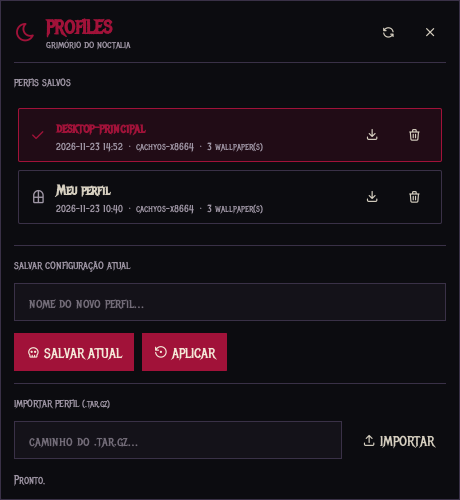 PROFILES
GRIMÓRIO DO NOCTALIA
PERFIS SALVOS
DESKTOP-PRINCIPAL
2026-11-23 14:52 · CACHYOS-X8664 · 3 WALLPAPER(S)
MEU PERFIL
2026-11-23 10:40 · CACHYOS-X8664 · 3 WALLPAPER(S)
SALVAR CONFIGURAÇÃO ATUAL
NOME DO NOVO PERFIL...
SALVAR ATUAL
APLICAR
IMPORTAR PERFIL (.TAR.GZ)
CAMINHO DO .TAR.GZ...
IMPORTAR
PRONTO.